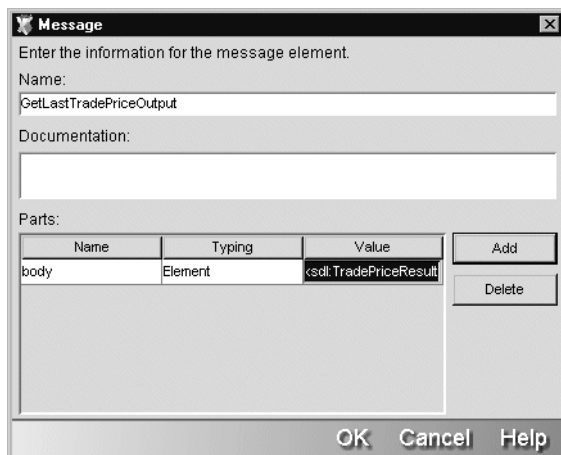 Message
Enter the information for the message element.
Name:
GetLastTradePriceOutput
Documentation:
Parts:
Name Typing Value
body Element <sdl:TradePriceResult
Add
Delete
OK Cancel Help